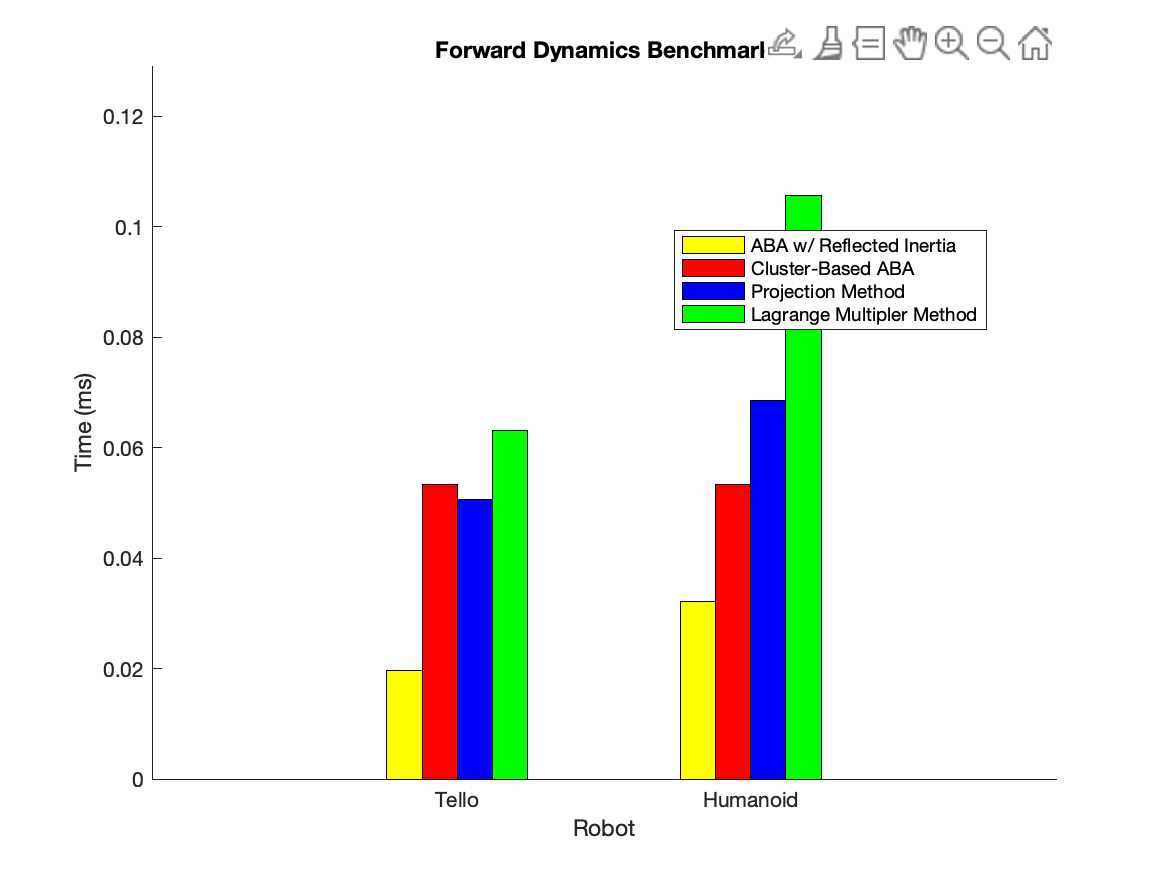 Forward Dynamics Benchmarl
0.12
0.1
0.08
0.06
0.04
0.02
0
Time (ms)
ABA w/ Reflected Inertia
Cluster-Based ABA
Projection Method
Lagrange Multipler Method
Tello
Humanoid
Robot